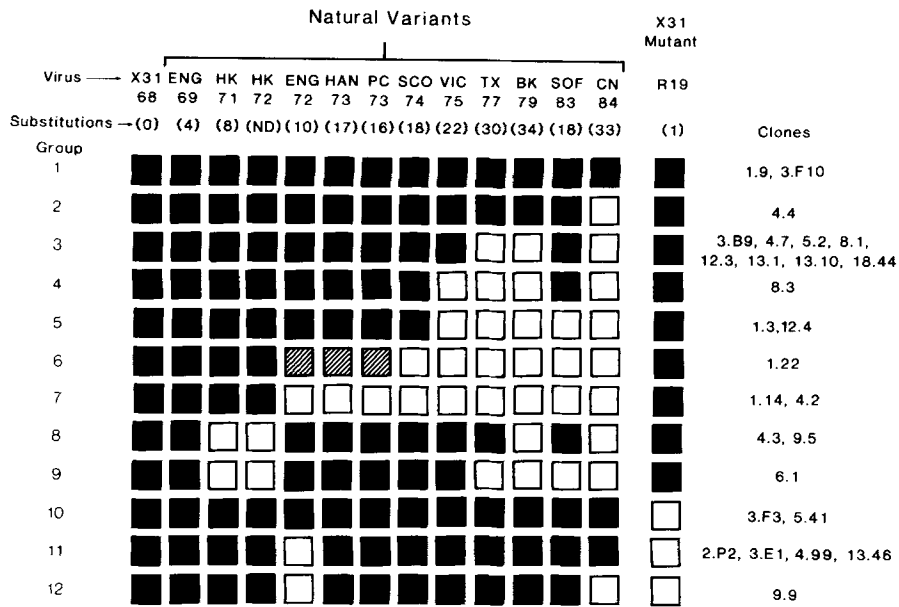 Natural Variants
X31 Mutant
Virus → X31 68 ENG 69 HK 71 HK 72 ENG 72 HAN 73 PC 73 SCO 74 VIC 75 TX 77 BK 79 SOF 83 CN 84 R19
Substitutions → (0) (4) (8) (ND) (10) (17) (16) (18) (22) (30) (34) (18) (33) (1) Clones
Group
1 1.9, 3.F10
2 4.4
3 3.B9, 4.7, 5.2, 8.1,
12.3, 13.1, 13.10, 18.44
4 8.3
5 1.3,12.4
6 1.22
7 1.14, 4.2
8 4.3, 9.5
9 6.1
10 3.F3, 5.41
11 2.P2, 3.E1, 4.99, 13.46
12 9.9